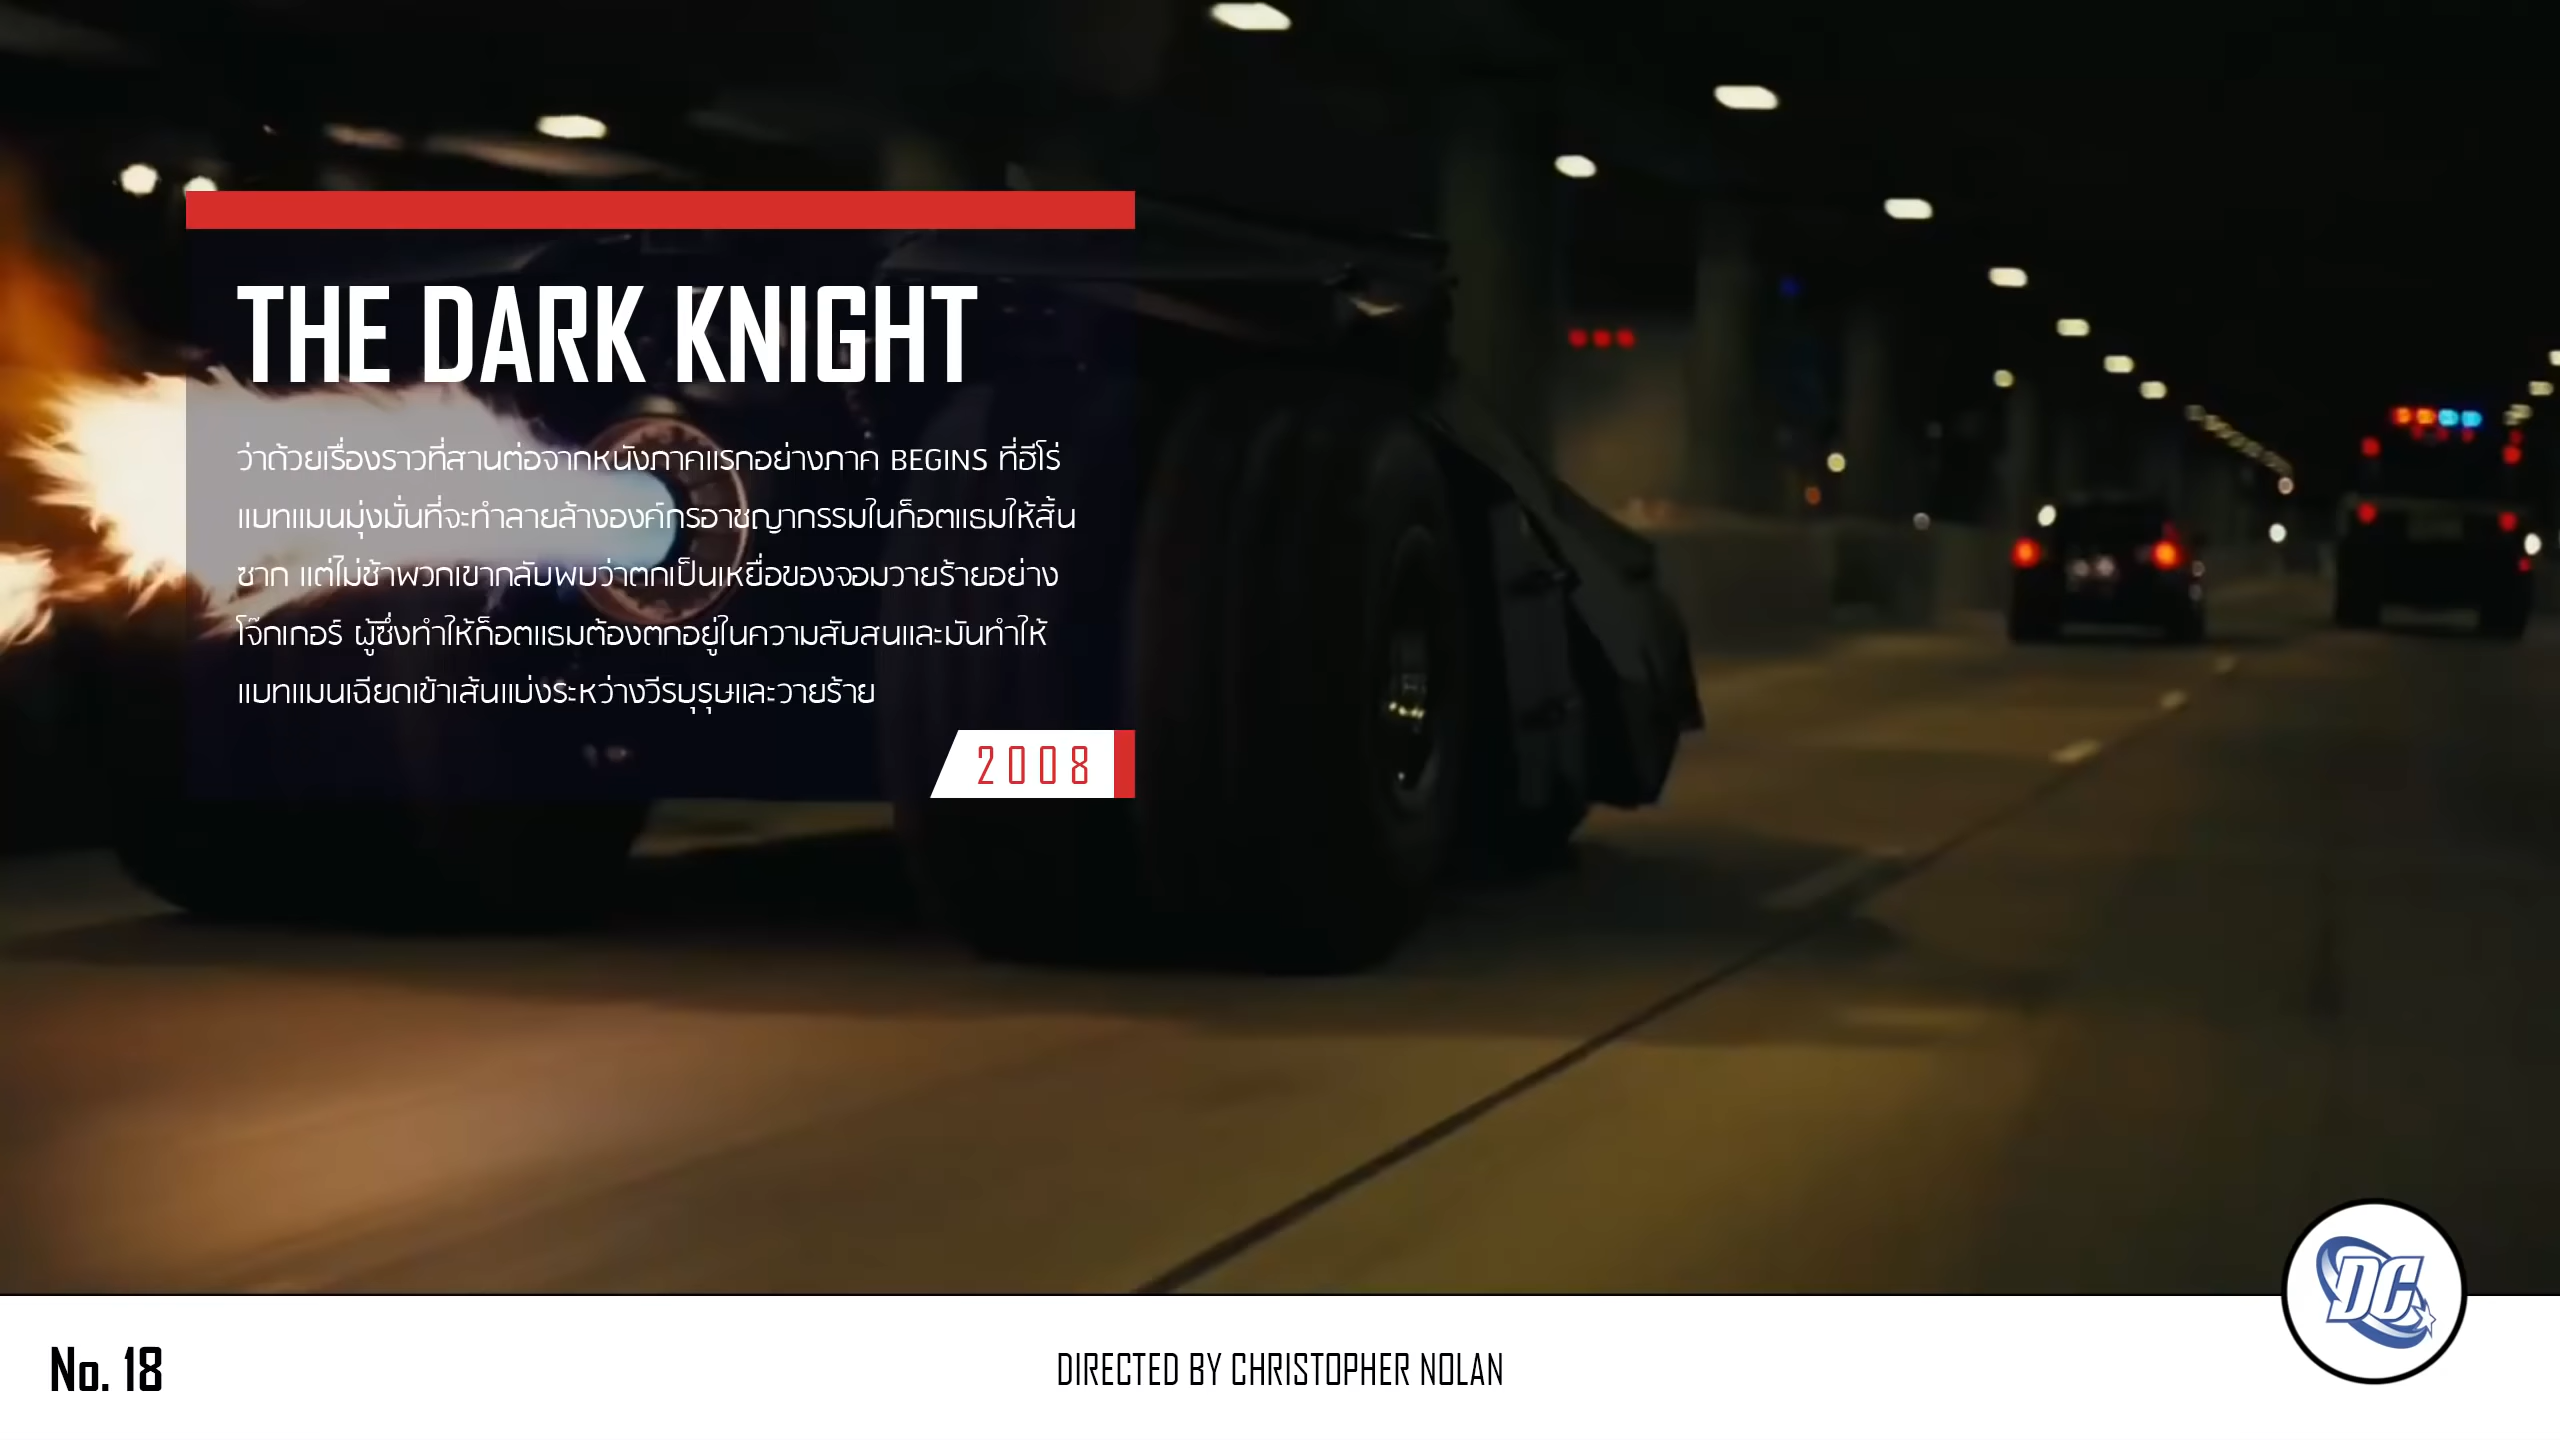 THE DARK KNIGHT
ว่าด้วยเรื่องราวที่สานต่อจากหนังภาคแรกอย่างภาค BEGINS ที่ฮีโร่
แบทแมนมุ่งมั่นที่จะทำลายล้างองค์กรอาชญากรรมในก็อตแธมให้สิ้น
ซาก แต่ไม่ช้าพวกเขากลับพบว่าตกเป็นเหยื่อของจอมวายร้ายอย่าง
โจ๊กเกอร์ ผู้ซึ่งทำให้ก็อตแธมต้องตกอยู่ในความสับสนและมันทำให้
แบทแมนเฉียดเข้าเส้นแบ่งระหว่างวีรบุรุษและวายร้าย
2008
DC
No. 18
DIRECTED BY CHRISTOPHER NOLAN